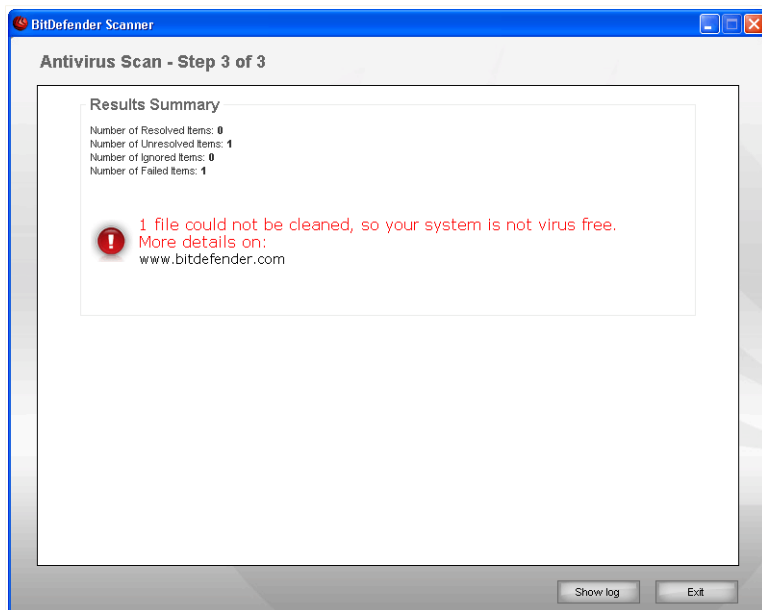 BitDefender Scanner
Antivirus Scan - Step 3 of 3
Results Summary
Number of Resolved Items: 0
Number of Unresolved Items: 1
Number of Ignored Items: 0
Number of Failed Items: 1
1 file could not be cleaned, so your system is not virus free.
More details on:
www.bitdefender.com
Show log
Exit